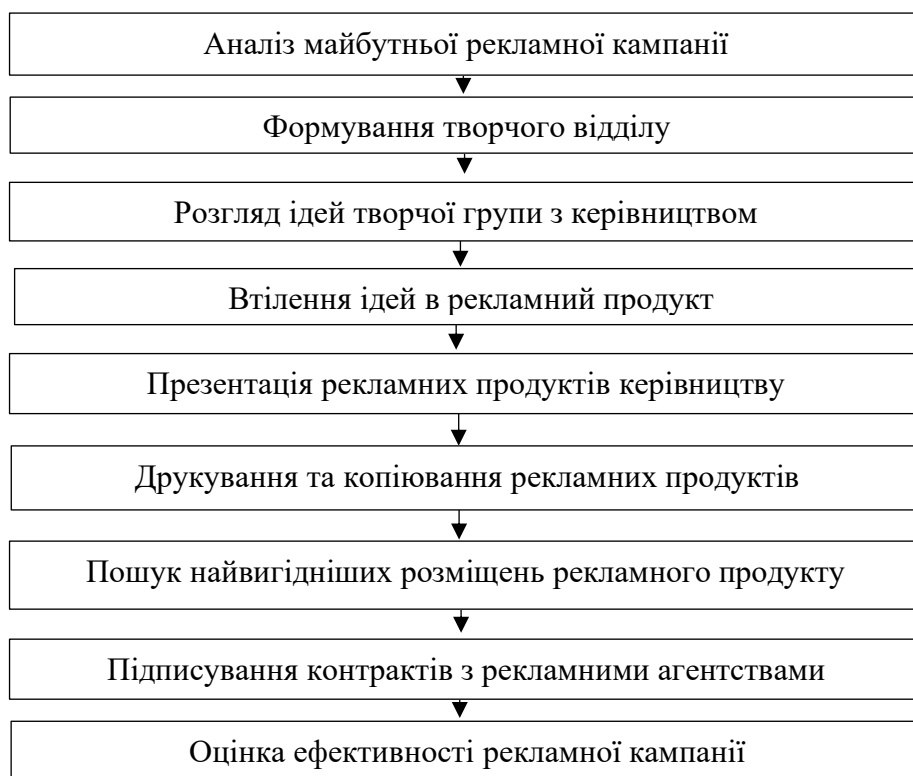 Аналіз майбутньої рекламної кампанії
Формування творчого відділу
Розгляд ідей творчої групи з керівництвом
Втілення ідей в рекламний продукт
Презентація рекламних продуктів керівництву
Друкування та копіювання рекламних продуктів
Пошук найвигідніших розміщень рекламного продукту
Підписування контрактів з рекламними агентствами
Оцінка ефективності рекламної кампанії